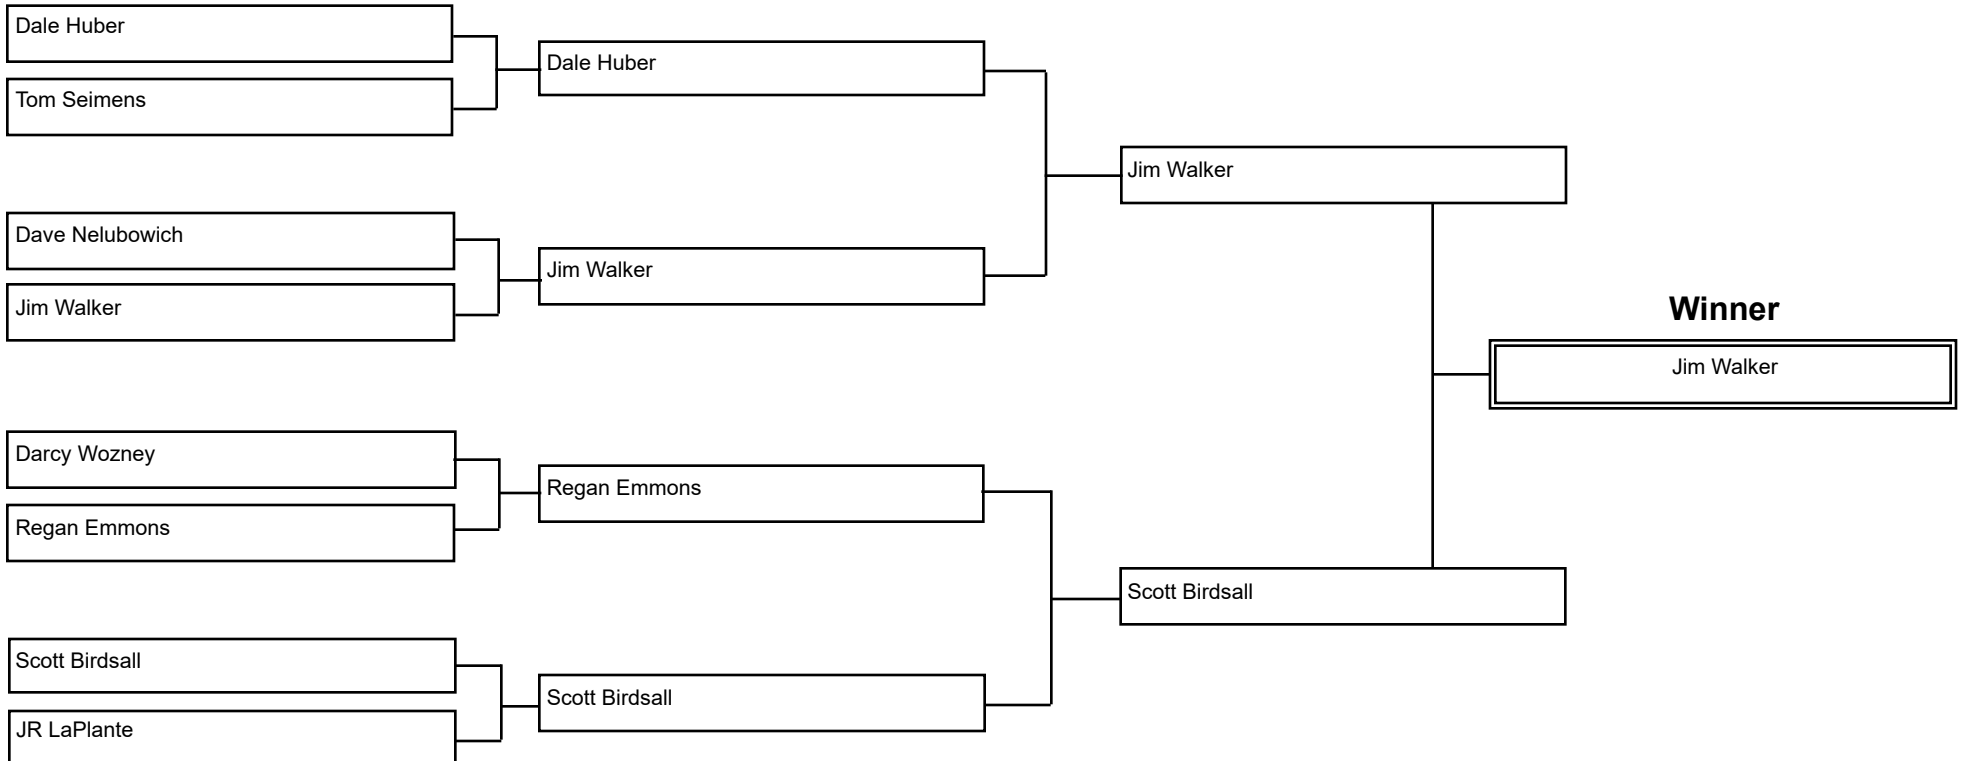 Dale Huber
Tom Seimens
Dave Nelubowich
Jim Walker
Darcy Wozney
Regan Emmons
Scott Birdsall
JR LaPlante
Dale Huber
Jim Walker
Regan Emmons
Scott Birdsall
Jim Walker
Scott Birdsall
Winner
Jim Walker